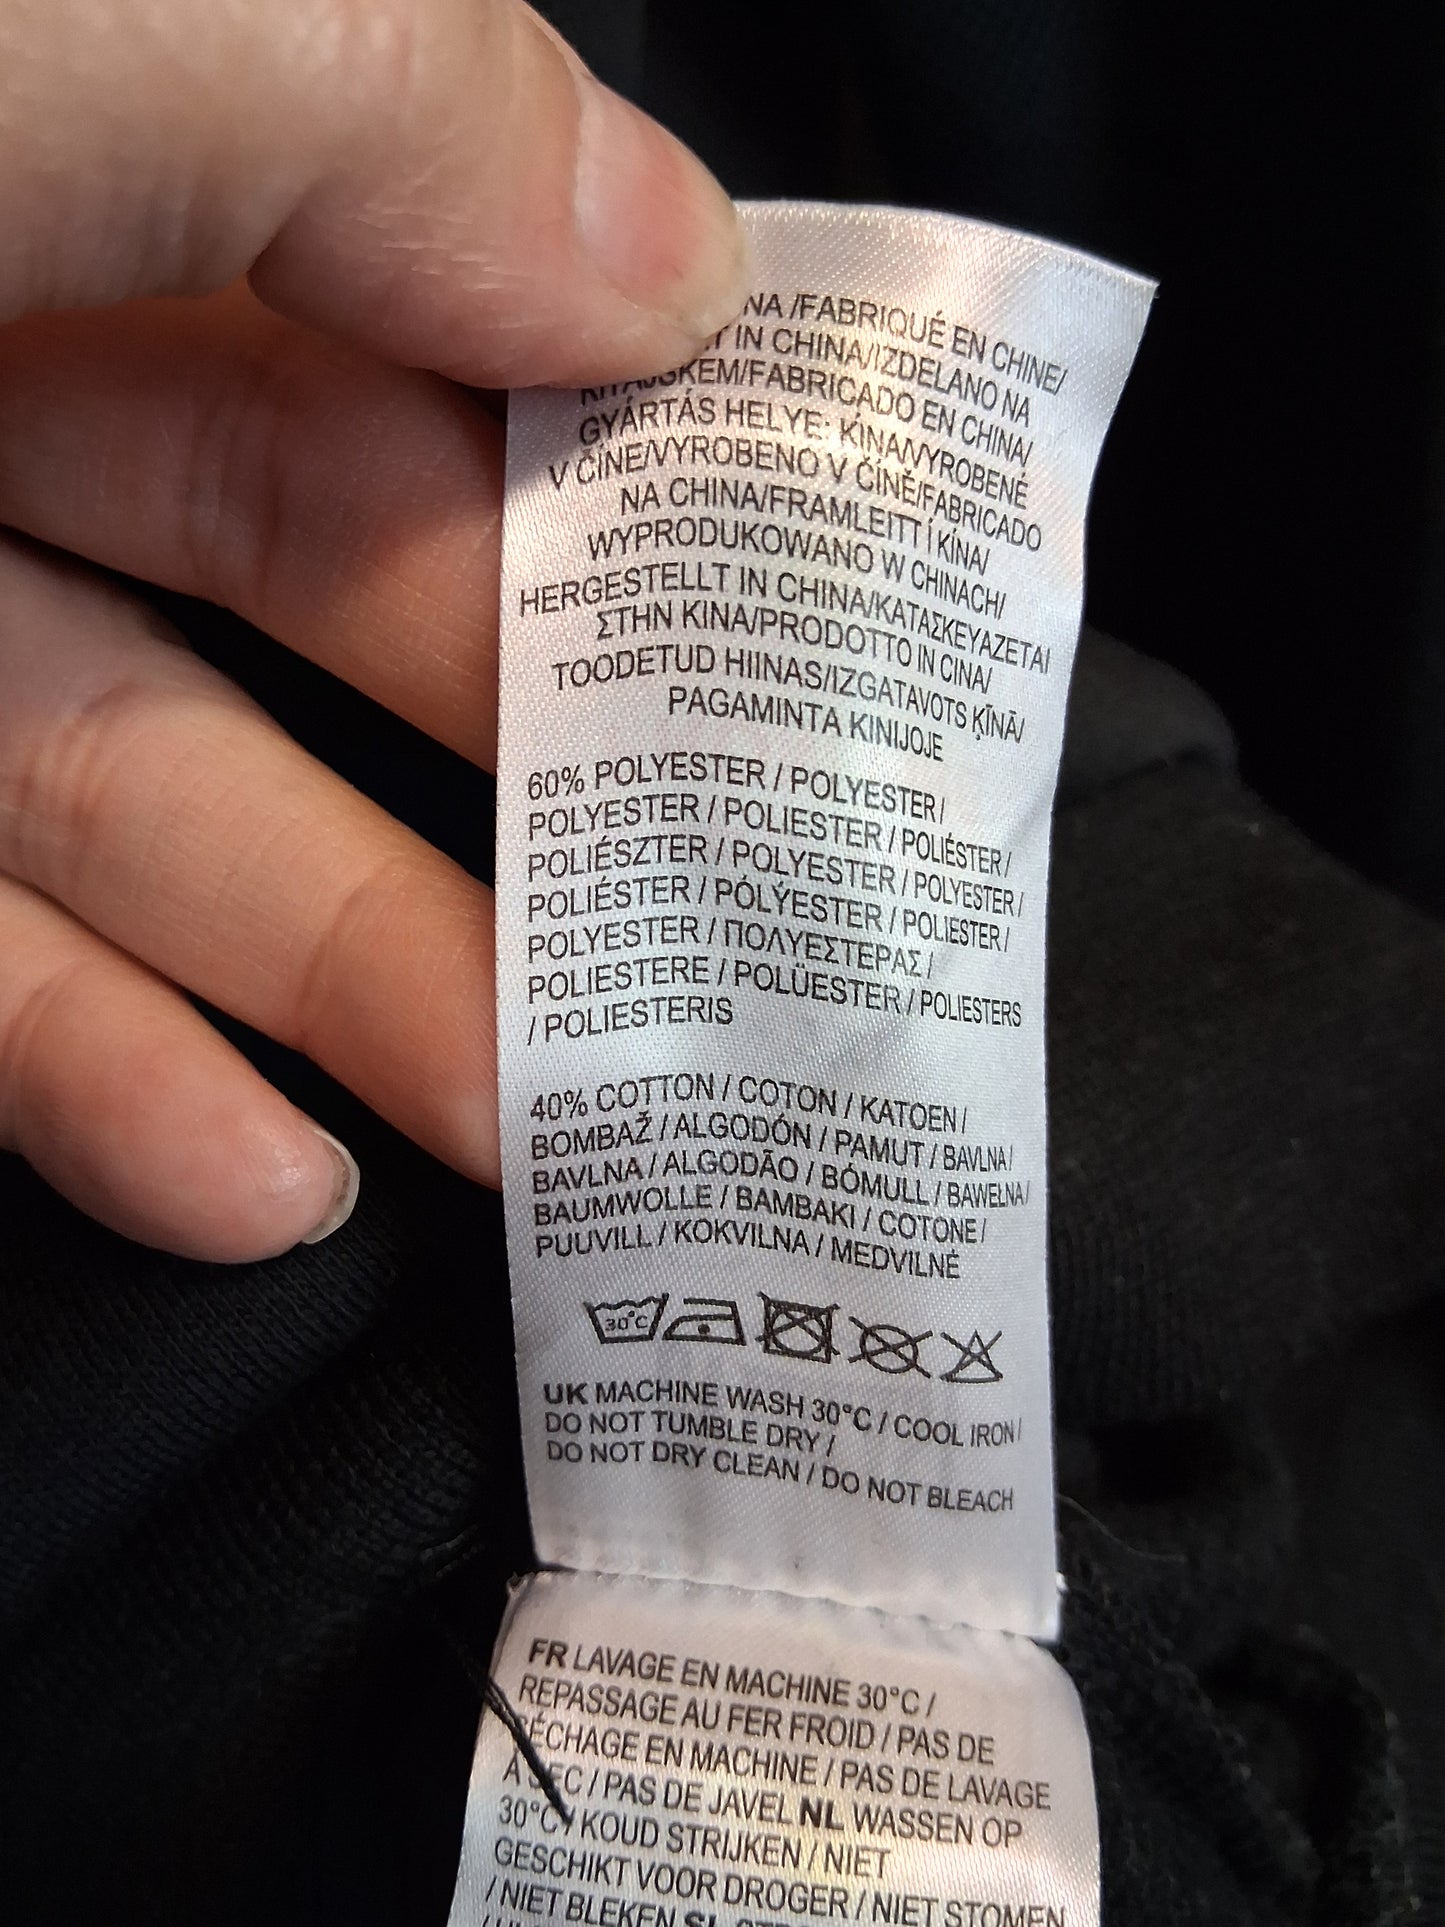 NA /FABRIQUÉ EN CHINE/
IN CHINA/IZDELANO NA
KITAJSKEM/FABRICADO EN CHINA/
GYÁRTÁS HELYE: KÍNA/VYROBENÉ
V ČÍNE/VYROBENO V ČÍNĚ/FABRICADO
NA CHINA/FRAMLEITT Í KÍNA/
WYPRODUKOWANO W CHINACH/
HERGESTELLT IN CHINA/KATAΣKEYAZETAI
ΣTHN KINA/PRODOTTO IN CINA/
TOODETUD HIINAS/IZGATAVOTS ĶĪNĀ/
PAGAMINTA KINIJOJE
60% POLYESTER / POLYESTER /
POLYESTER / POLIESTER / POLIÉSTER /
POLIÉSZTER / POLYESTER / POLYESTER /
POLIÉSTER / PÓLÝESTER / POLIESTER /
POLYESTER / ΠΟΛΥΕΣΤΕΡΑΣ /
POLIESTERE / POLÜESTER / POLIESTERS
/ POLIESTERIS
40% COTTON / COTON / KATOEN /
BOMBAŽ / ALGODÓN / PAMUT / BAVLNA /
BAVLNA / ALGODÃO / BÓMULL / BAWEŁNA /
BAUMWOLLE / BAMBAKI / COTONE /
PUUVILL / KOKVILNA / MEDVILNĖ
30°C
UK MACHINE WASH 30°C / COOL IRON /
DO NOT TUMBLE DRY /
DO NOT DRY CLEAN / DO NOT BLEACH
FR LAVAGE EN MACHINE 30°C /
REPASSAGE AU FER FROID / PAS DE
SÉCHAGE EN MACHINE / PAS DE LAVAGE
A SEC / PAS DE JAVEL NL WASSEN OP
30°C / KOUD STRIJKEN / NIET
GESCHIKT VOOR DROGER / NIET STOMEN
/ NIET BLEKEN SL